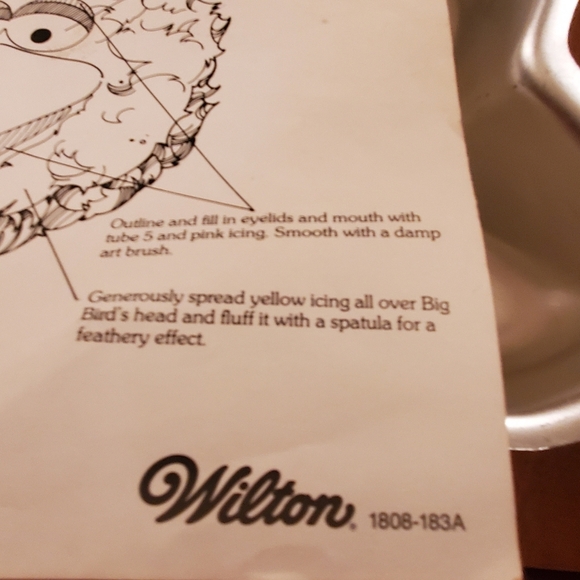 Outline and fill in eyelids and mouth with
tube 5 and pink icing. Smooth with a damp
art brush.
Generously spread yellow icing all over Big
Bird's head and fluff it with a spatula for a
feathery effect.
Wilton® 1808-183A